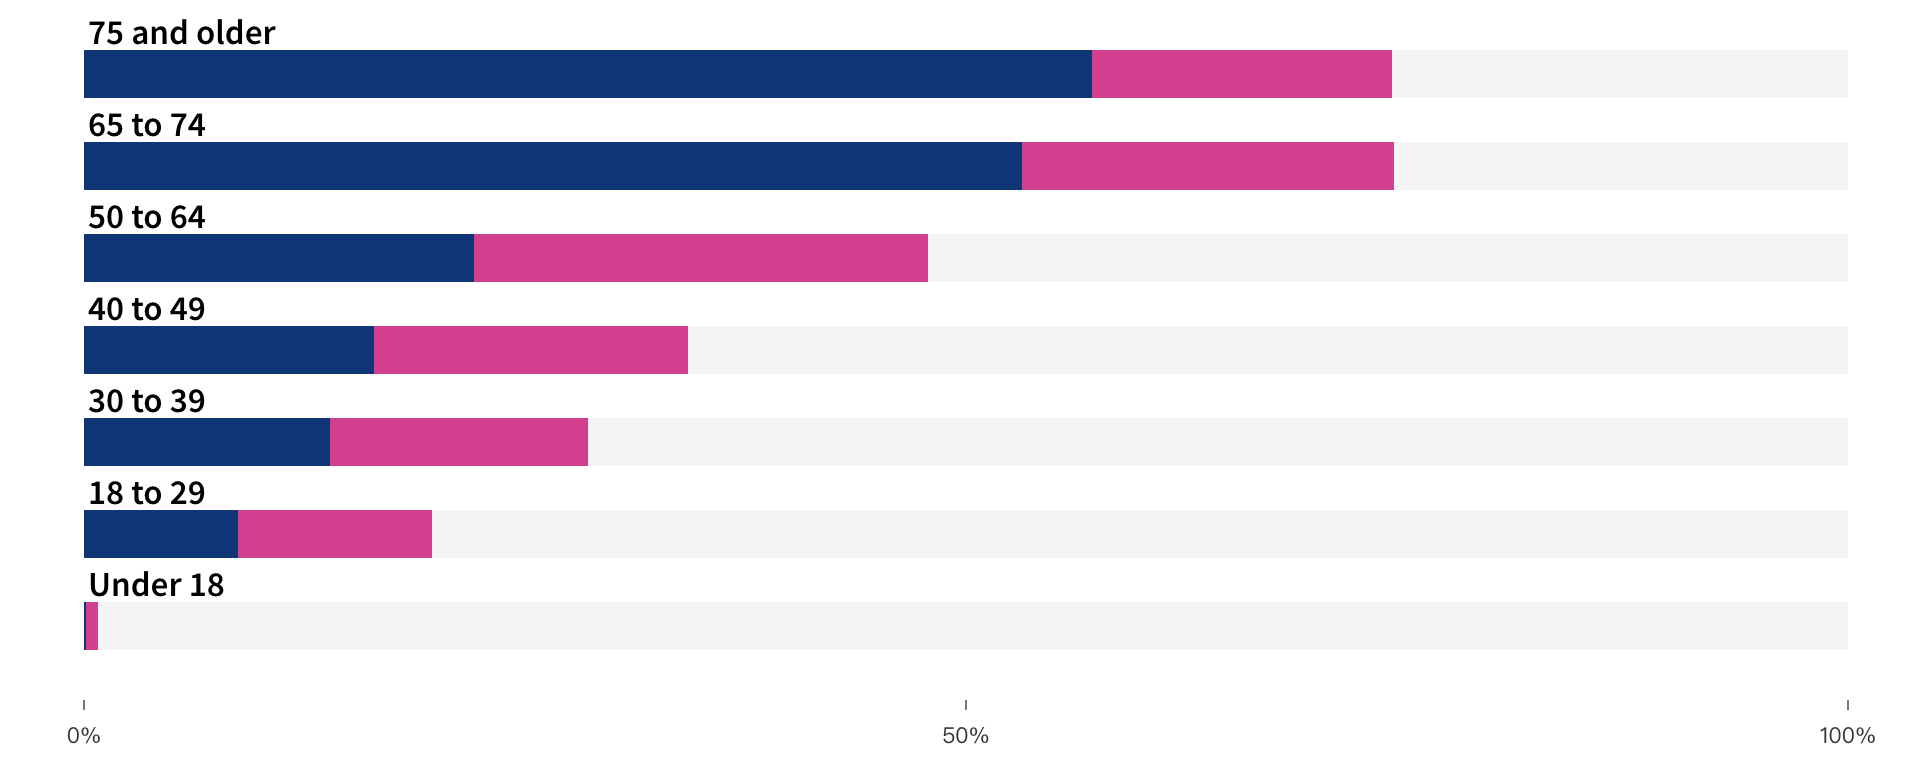 75 and older
65 to 74
50 to 64
40 to 49
30 to 39
18 to 29
Under 18
0% 50% 100%